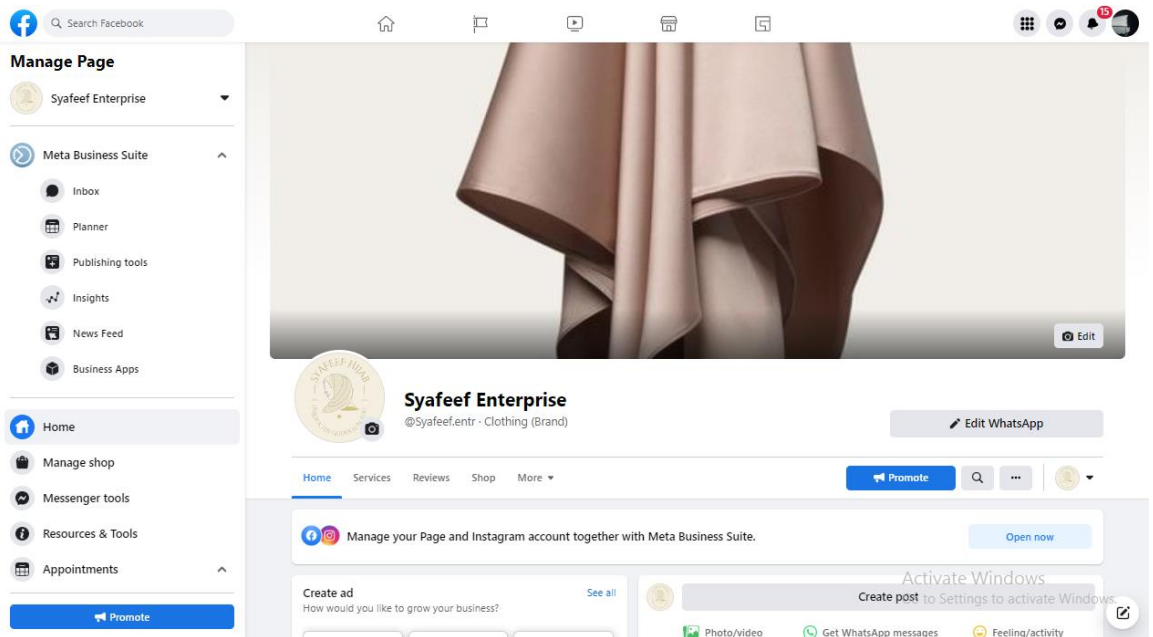 Search Facebook
15
Manage Page
Syafeef Enterprise
Meta Business Suite
Inbox
Planner
Publishing tools
Insights
News Feed
Business Apps
Home
Manage shop
Messenger tools
Resources & Tools
Appointments
Promote
Edit
SYAFEEF HIJAB
Syafeef Enterprise
@Syafeef.entr · Clothing (Brand)
Edit WhatsApp
Home Services Reviews Shop More
Promote
Manage your Page and Instagram account together with Meta Business Suite.
Open now
Create ad
See all
How would you like to grow your business?
Create post
Photo/video
Get WhatsApp messages
Feeling/activity
Activate Windows
Go to Settings to activate Windows.